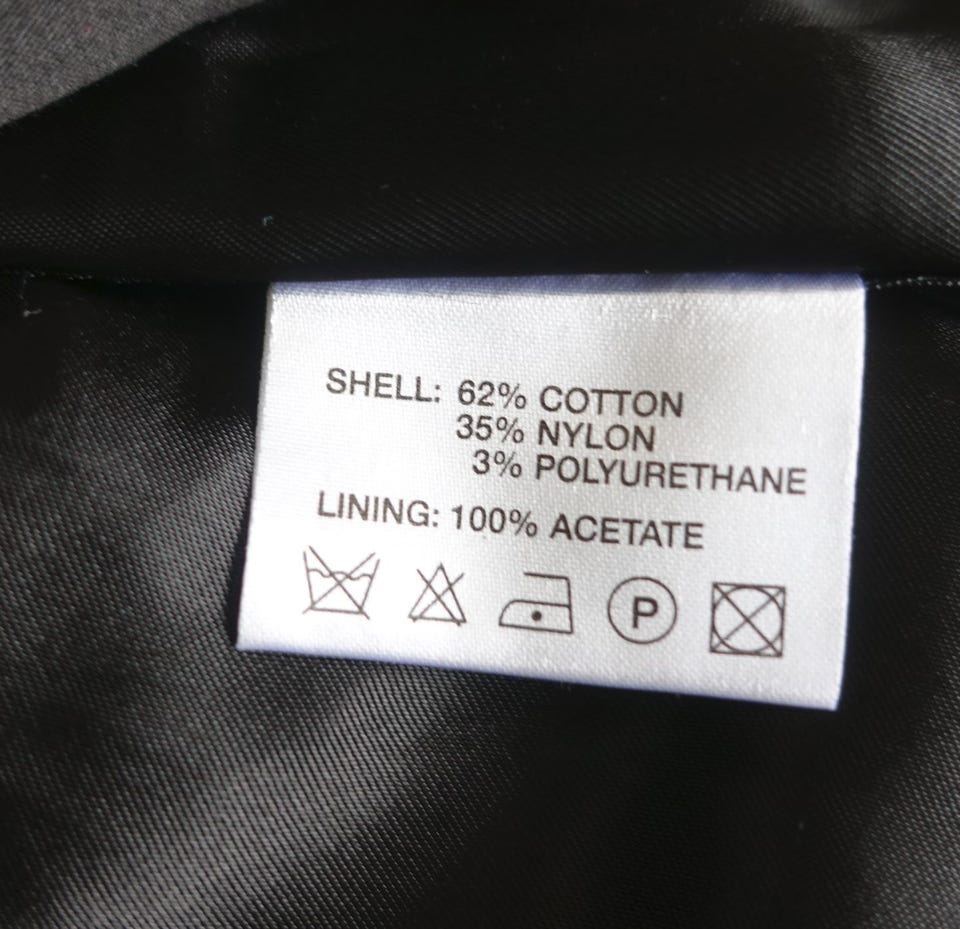 SHELL: 62% COTTON
35% NYLON
3% POLYURETHANE
LINING: 100% ACETATE
P